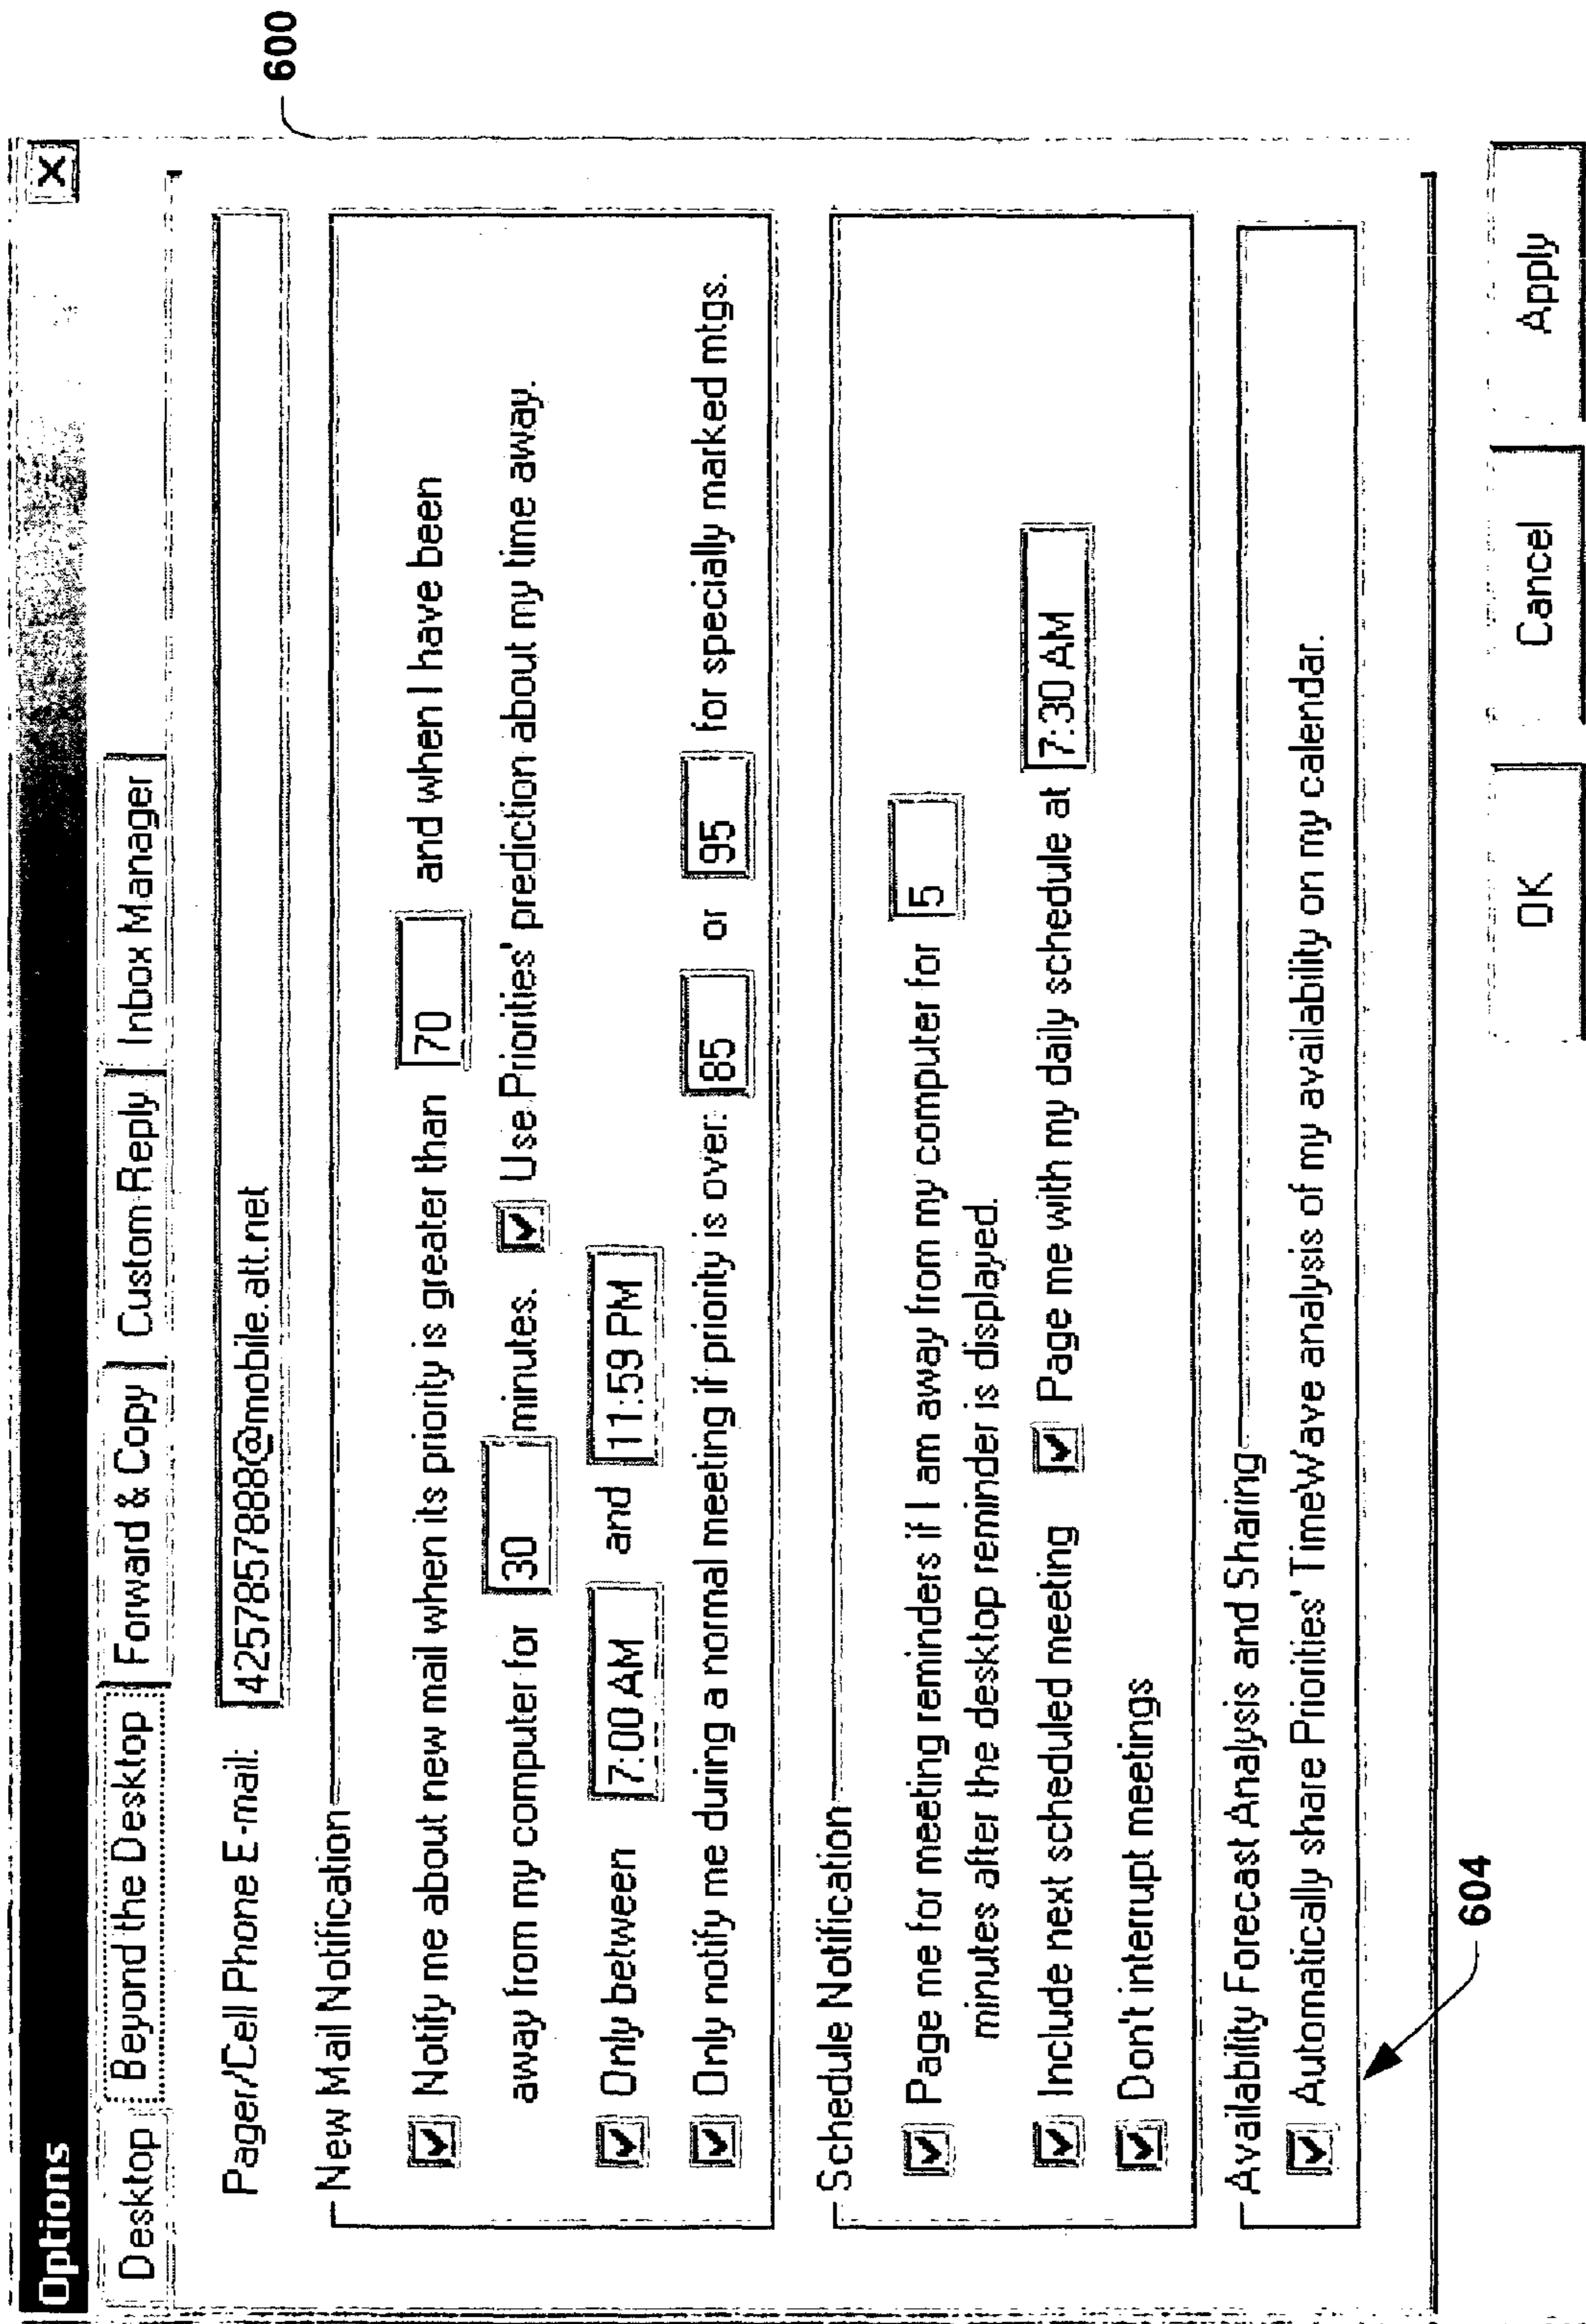 600
Options
Desktop Beyond the Desktop Forward & Copy Custom Reply Inbox Manager
Pager/Cell Phone E-mail: 4257857888@mobile.att.net
New Mail Notification
Notify me about new mail when its priority is greater than 70 and when I have been
away from my computer for 30 minutes. Use Priorities' prediction about my time away.
Only between 7:00 AM and 11:59 PM
Only notify me during a normal meeting if priority is over: 85 or 95 for specially marked mtgs.
Schedule Notification
Page me for meeting reminders if I am away from my computer for 5
minutes after the desktop reminder is displayed.
Include next scheduled meeting Page me with my daily schedule at 7:30 AM
Don't interrupt meetings
Availability Forecast Analysis and Sharing
Automatically share Priorities' TimeWave analysis of my availability on my calendar.
604
OK Cancel Apply